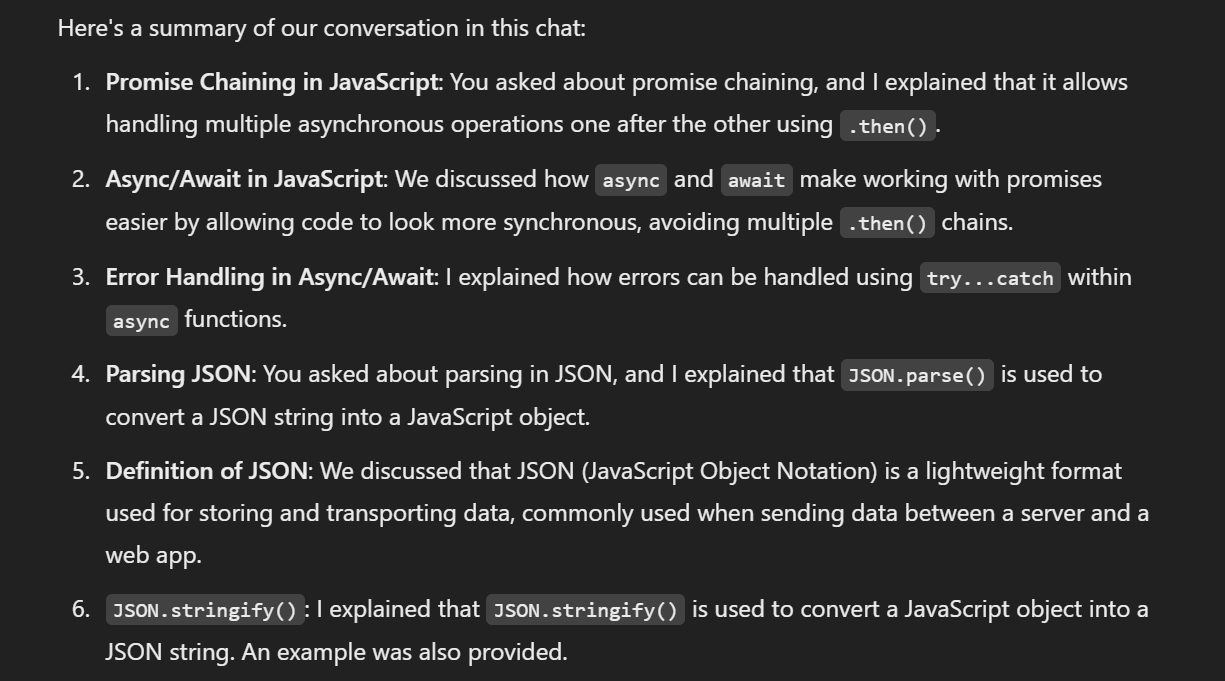 Here's a summary of our conversation in this chat:
1. Promise Chaining in JavaScript: You asked about promise chaining, and I explained that it allows
handling multiple asynchronous operations one after the other using .then().
2. Async/Await in JavaScript: We discussed how async and await make working with promises
easier by allowing code to look more synchronous, avoiding multiple .then() chains.
3. Error Handling in Async/Await: I explained how errors can be handled using try...catch within
async functions.
4. Parsing JSON: You asked about parsing in JSON, and I explained that JSON.parse() is used to
convert a JSON string into a JavaScript object.
5. Definition of JSON: We discussed that JSON (JavaScript Object Notation) is a lightweight format
used for storing and transporting data, commonly used when sending data between a server and a
web app.
6. JSON.stringify(): I explained that JSON.stringify() is used to convert a JavaScript object into a
JSON string. An example was also provided.